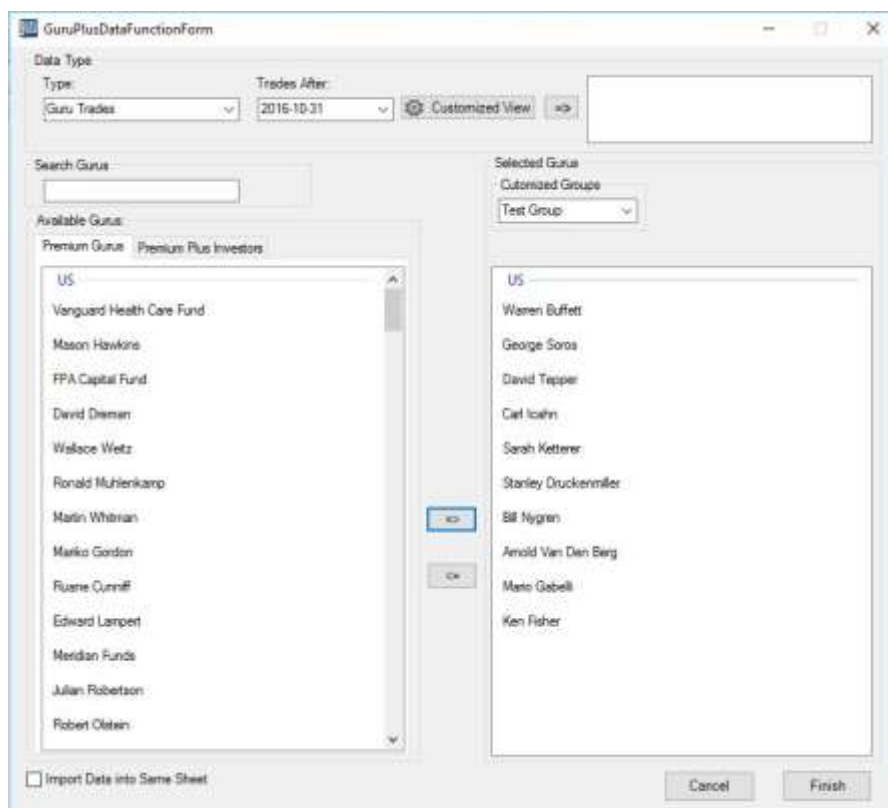 GuruPlusDataFunctionForm
Data Type
Type: Trades After:
Guru Trades 2016-10-31 Customized View =>
Search Gurus
Selected Gurus
Cutomized Groups
Test Group
Available Gurus:
Premium Gurus Premium Plus Investors
US
Vanguard Health Care Fund
Mason Hawkins
FPA Capital Fund
David Dreman
Wallace Weitz
Ronald Muhlenkamp
Martin Whitman
Mariko Gordon
Ruane Cunniff
Edward Lampert
Meridian Funds
Julian Robertson
Robert Olstein
=>
<=
US
Warren Buffett
George Soros
David Tepper
Carl Icahn
Sarah Ketterer
Stanley Druckenmiller
Bill Nygren
Arnold Van Den Berg
Mario Gabelli
Ken Fisher
Import Data into Same Sheet
Cancel Finish